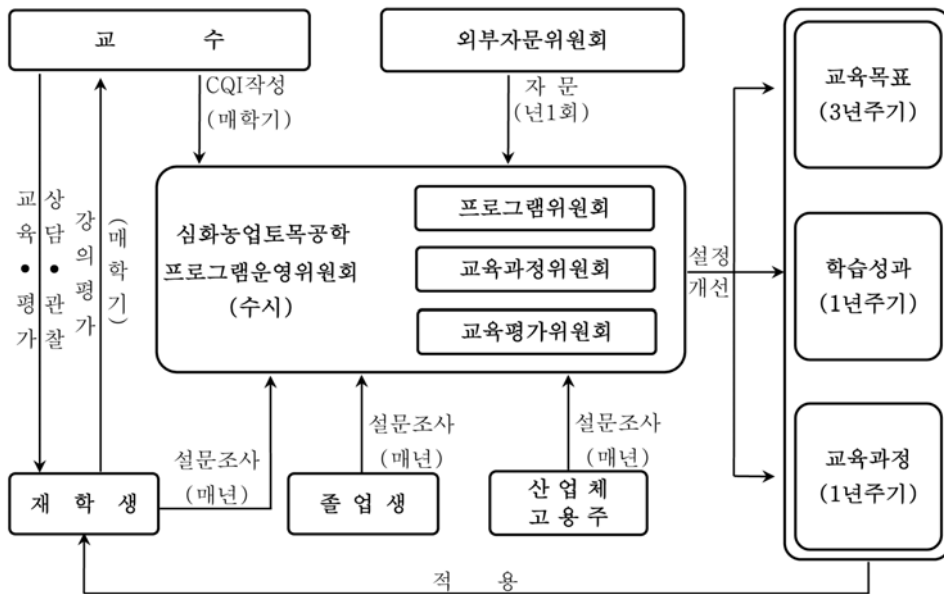 교 수
외부자문위원회
CQI작성
(매학기)
자 문
(년1회)
교육목표
(3년주기)
교육•평가
상담•관찰
강의평가
(매학기)
심화농업토목공학
프로그램운영위원회
(수시)
프로그램위원회
교육과정위원회
교육평가위원회
설정
개선
학습성과
(1년주기)
설문조사
(매년)
설문조사
(매년)
설문조사
(매년)
교육과정
(1년주기)
재 학 생
졸 업 생
산 업 체
고 용 주
적 용